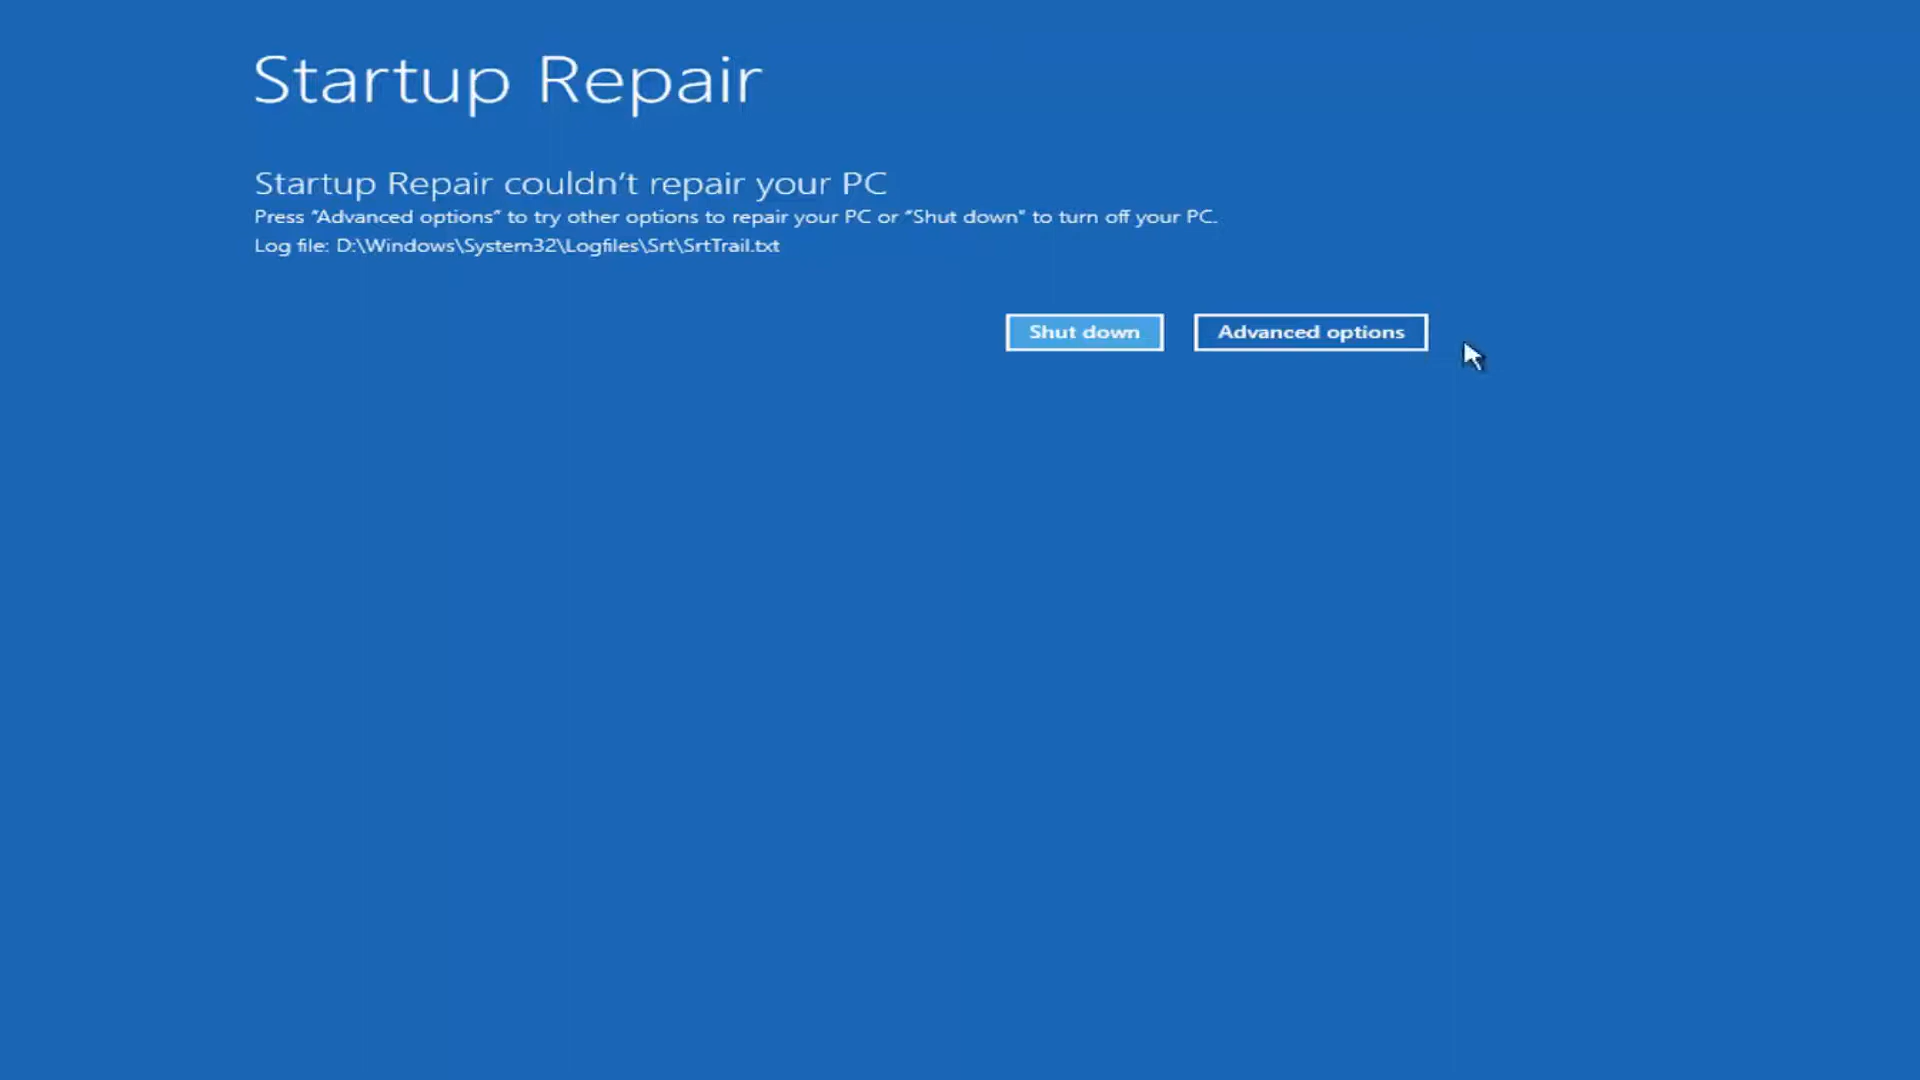 Startup Repair
Startup Repair couldn't repair your PC
Press "Advanced options" to try other options to repair your PC or "Shut down" to turn off your PC.
Log file: D:\Windows\System32\Logfiles\Srt\SrtTrail.txt
Shut down
Advanced options